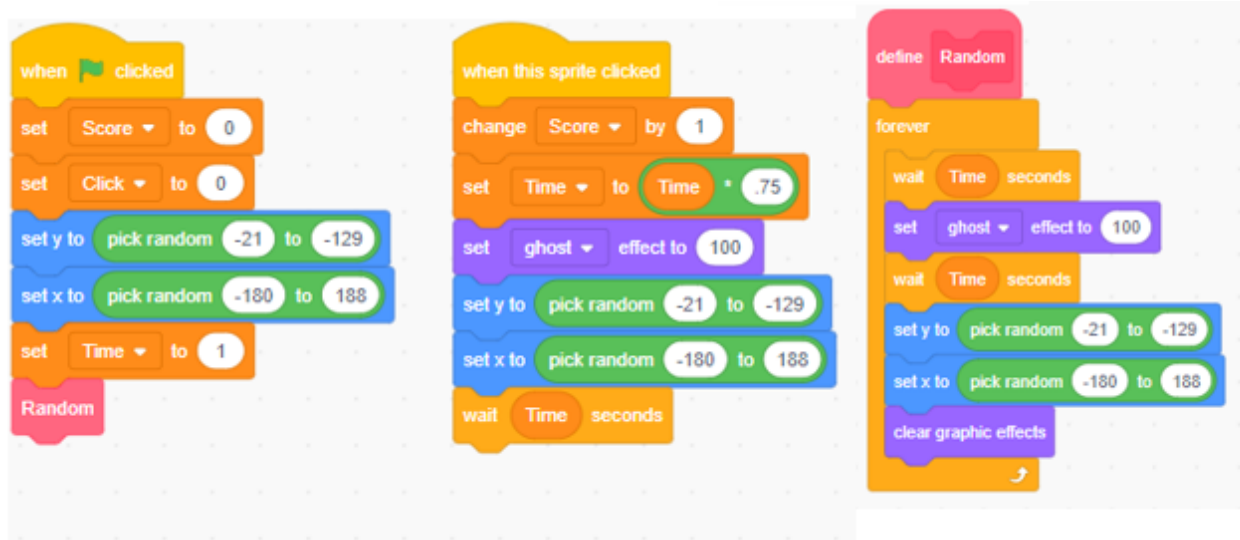 when clicked
set Score to 0
set Click to 0
set y to pick random -21 to -129
set x to pick random -180 to 188
set Time to 1
Random
when this sprite clicked
change Score by 1
set Time to Time * .75
set ghost effect to 100
set y to pick random -21 to -129
set x to pick random -180 to 188
wait Time seconds
define Random
forever
wait Time seconds
set ghost effect to 100
wait Time seconds
set y to pick random -21 to -129
set x to pick random -180 to 188
clear graphic effects